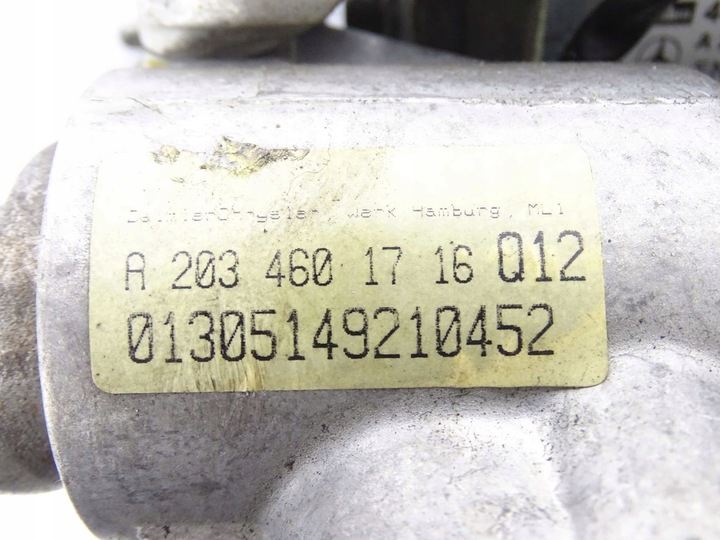 DaimlerChrysler, Werk Hamburg, ML1
A 203 460 17 16 Q12
01305149210452